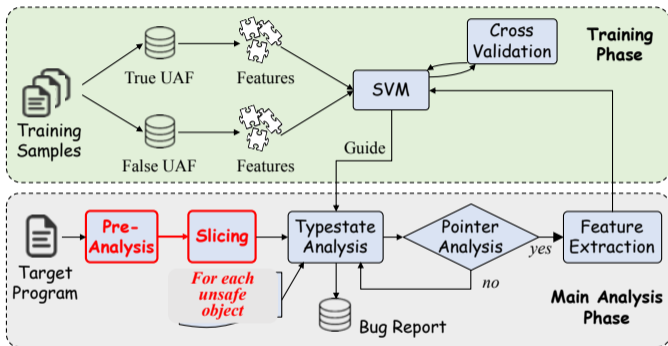 Cross
Validation
Training
Phase
True UAF
Features
SVM
Training
Samples
False UAF
Features
Guide
Target
Program
Pre-
Analysis
Slicing
Typestate
Analysis
Pointer
Analysis
yes
Feature
Extraction
no
For each
unsafe
object
Bug Report
Main Analysis
Phase